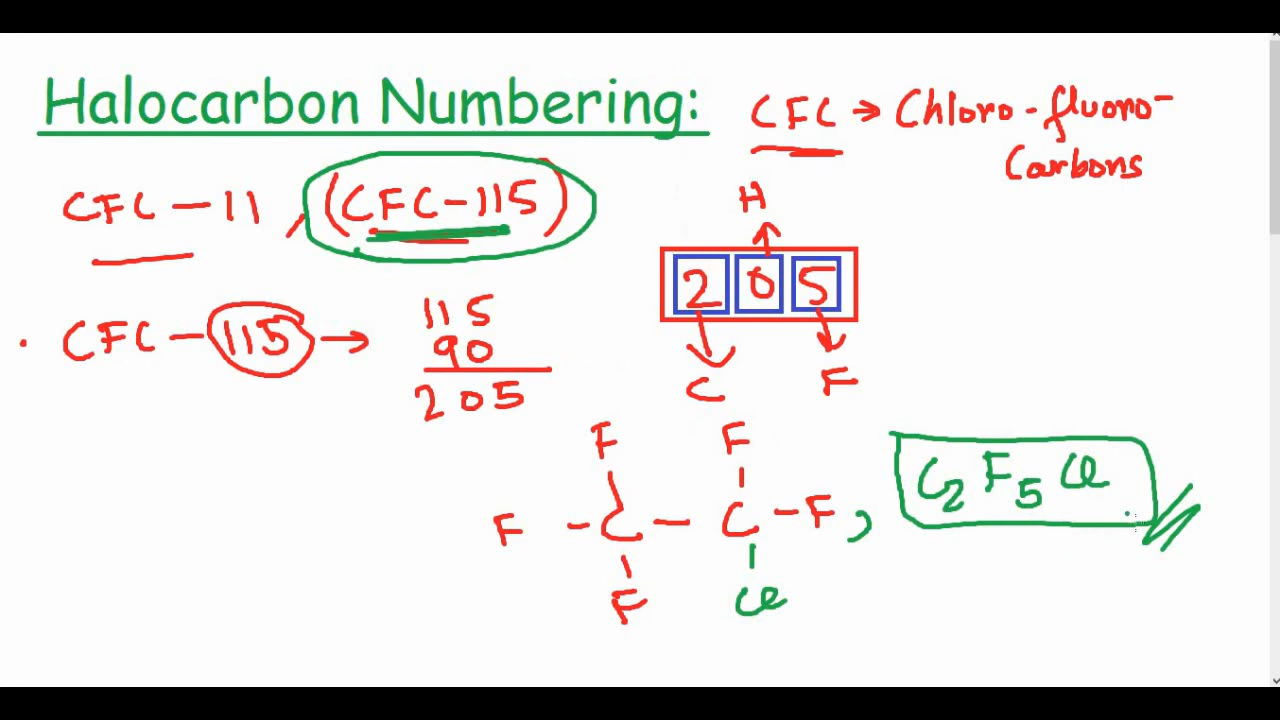 Halocarbon Numbering:
CFC → Chloro-fluoro-
Carbons
CFC - 11 , (CFC-115)
H
2 0 5
C F
. CFC - 115 → 115
90
205
F F
F - C - C - F , C2F5Cl
F Cl